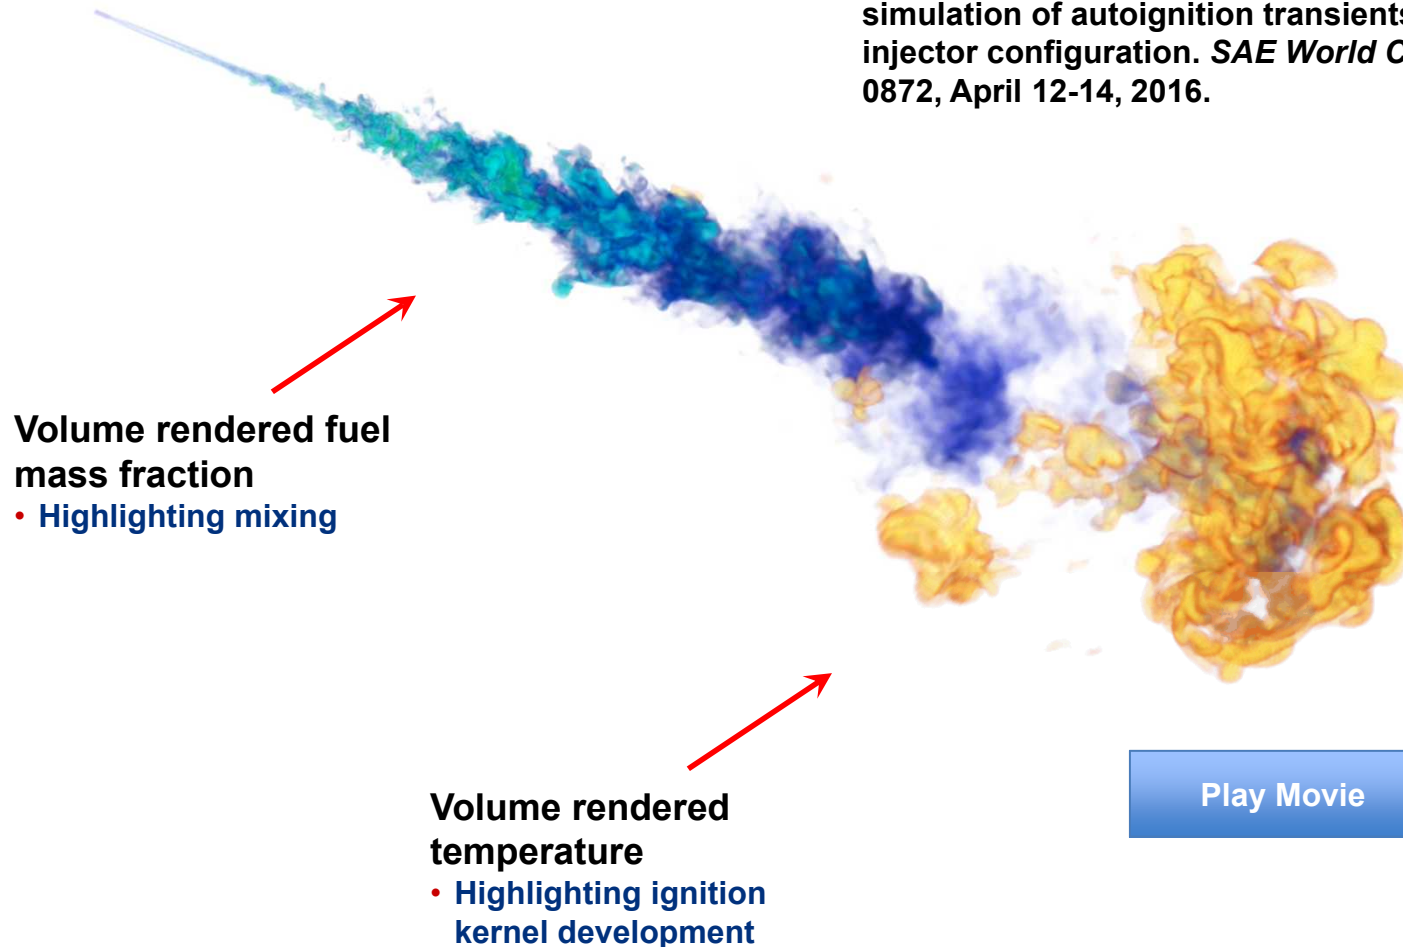 simulation of autoignition transients
injector configuration. SAE World
0872, April 12-14, 2016.
Volume rendered fuel
mass fraction
• Highlighting mixing
Play Movie
Volume rendered
temperature
• Highlighting ignition
kernel development